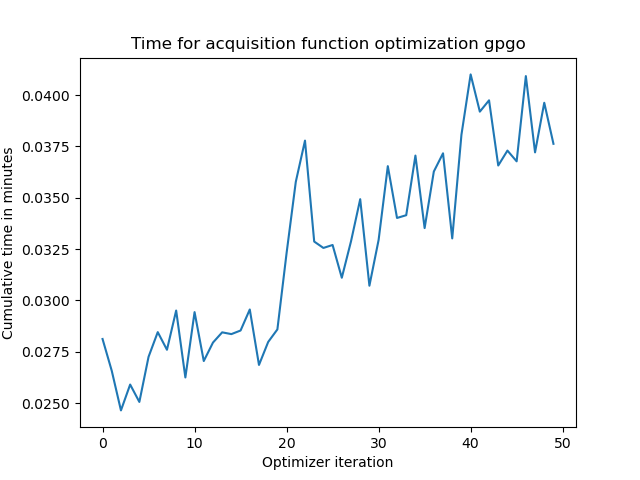 Time for acquisition function optimization gpgo
Cumulative time in minutes
0.0400
0.0375
0.0350
0.0325
0.0300
0.0275
0.0250
0 10 20 30 40 50
Optimizer iteration